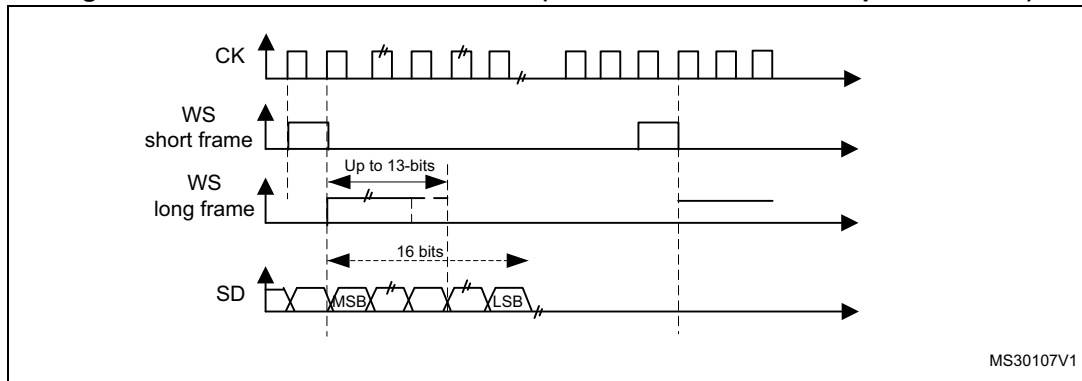 CK
WS
short frame
Up to 13-bits
WS
long frame
16 bits
SD
MSB
LSB
MS30107V1